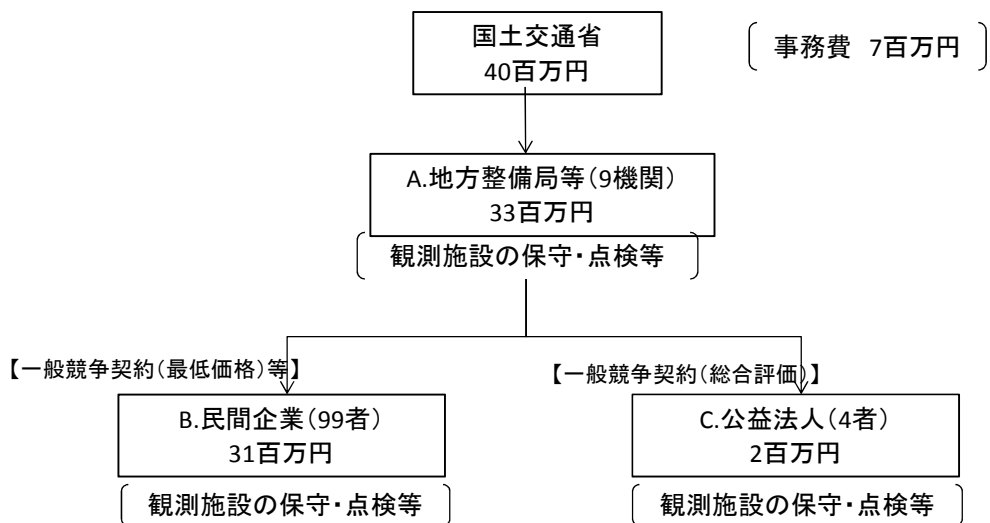 国土交通省
40百万円
事務費 7百万円
A.地方整備局等(9機関)
33百万円
観測施設の保守・点検等
【一般競争契約(最低価格)等】
【一般競争契約(総合評価)】
B.民間企業(99者)
31百万円
C.公益法人(4者)
2百万円
観測施設の保守・点検等
観測施設の保守・点検等